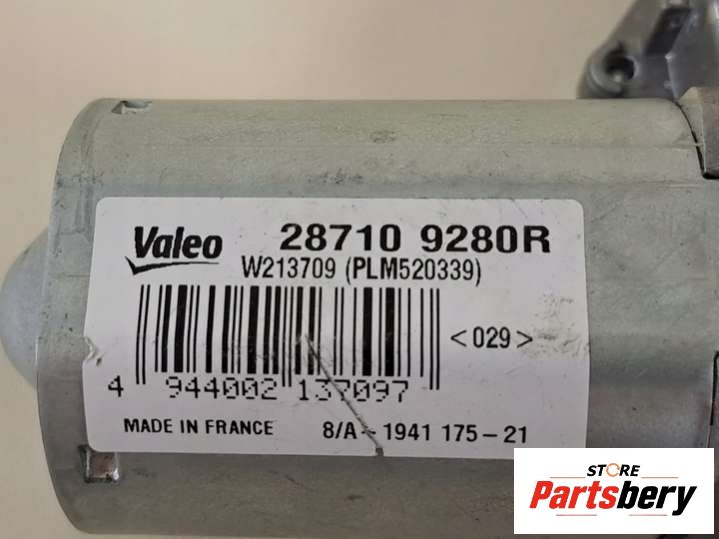 Valeo 28710 9280R
W213709 (PLM520339)
<029>
4 944002 137097
MADE IN FRANCE 8/A - 1941 175-21
STORE
Partsbery